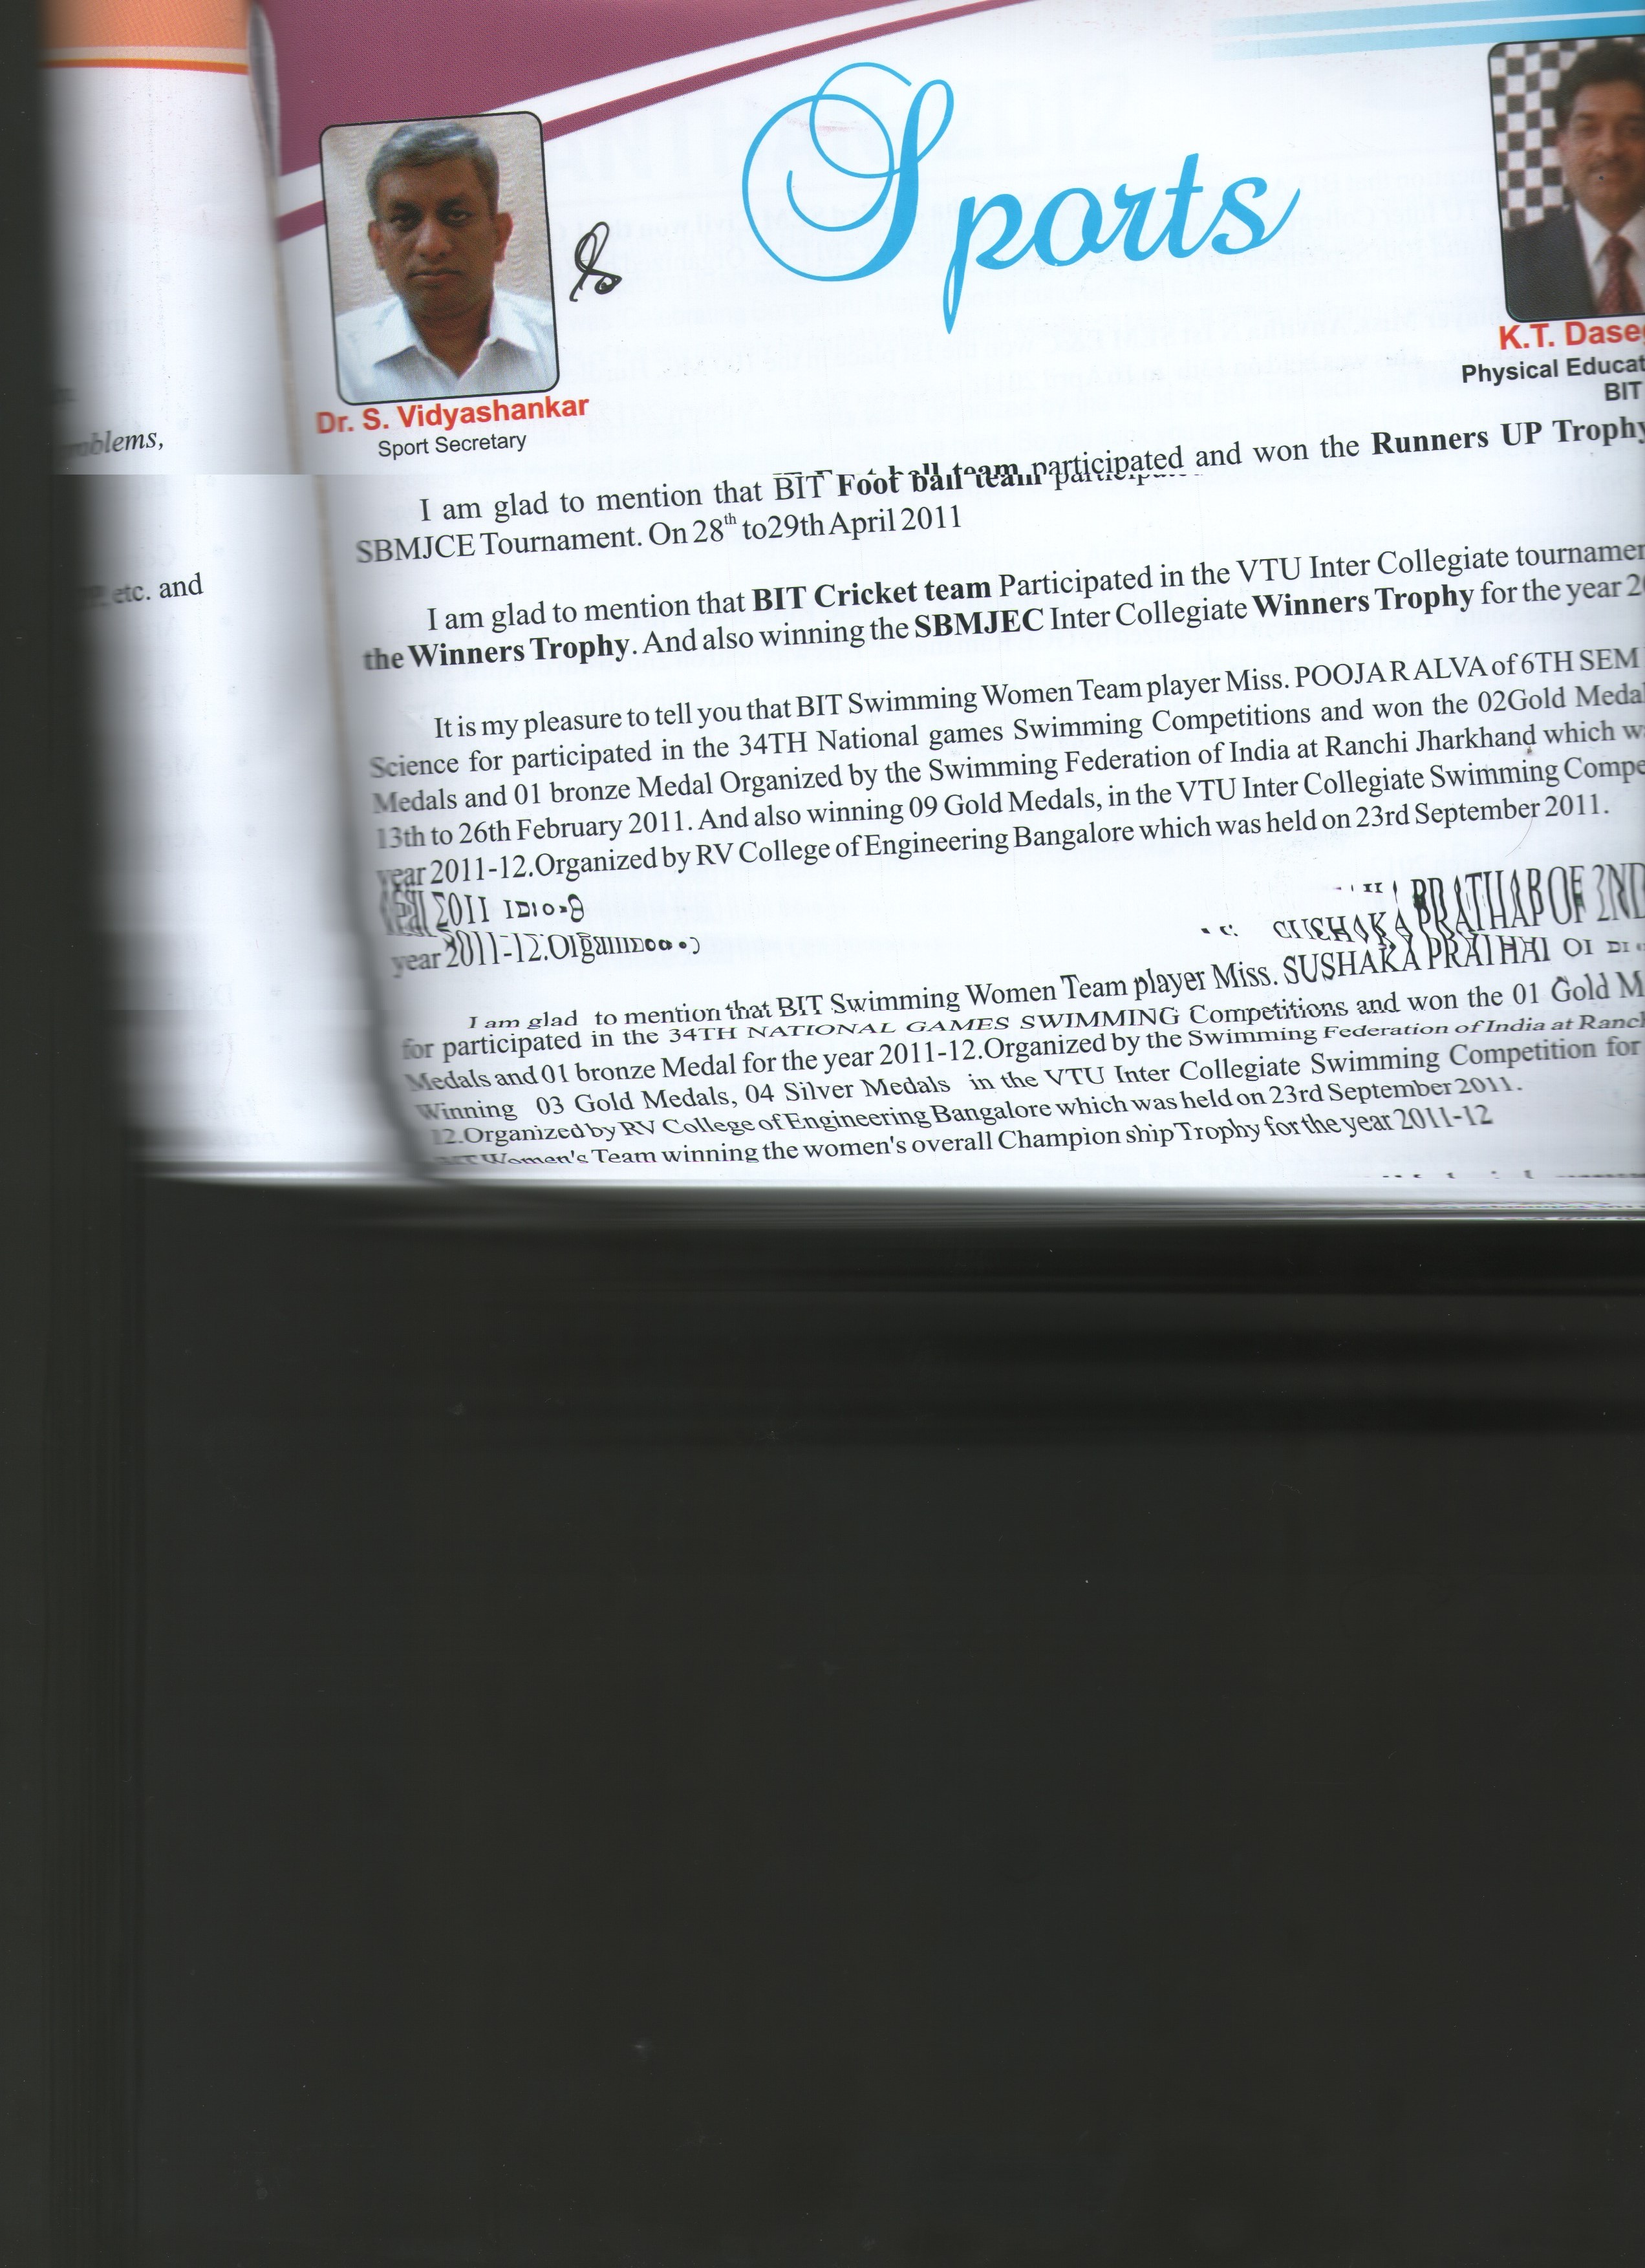 Sports
Dr. S. Vidyashankar
Sport Secretary
K.T.
Physical
BIT
etc. and
I am glad to mention that BIT Foot ball team participated and won the Runners UP Trophy
SBMJCE Tournament. On 28th to29th April 2011
I am glad to mention that BIT Cricket team Participated in the VTU Inter Collegiate
the Winners Trophy. And also winning the SBMJEC Inter Collegiate Winners Trophy for the year
It is my pleasure to tell you that BIT Swimming Women Team player Miss. POOJA R ALVA of 6TH SEM
Science for participated in the 34TH National games Swimming Competitions and won the 02Gold
Medals and 01 bronze Medal Organized by the Swimming Federation of India at Ranchi Jharkhand which
13th to 26th February 2011. And also winning 09 Gold Medals, in the VTU Inter Collegiate Swimming
year 2011-12.Organized by RV College of Engineering Bangalore which was held on 23rd September 2011.
I am glad to mention that BIT Swimming Women Team player Miss. SUSHAKA PRATHAP OF 2ND
for participated in the 34TH NATIONAL GAMES SWIMMING Competitions and won the 01 Gold
Medals and 01 bronze Medal for the year 2011-12.Organized by the Swimming Federation of India at
Winning 03 Gold Medals, 04 Silver Medals in the VTU Inter Collegiate Swimming Competition for
12.Organized by RV College of Engineering Bangalore which was held on 23rd September 2011.
Women's Team winning the women's overall Champion ship Trophy for the year 2011-12